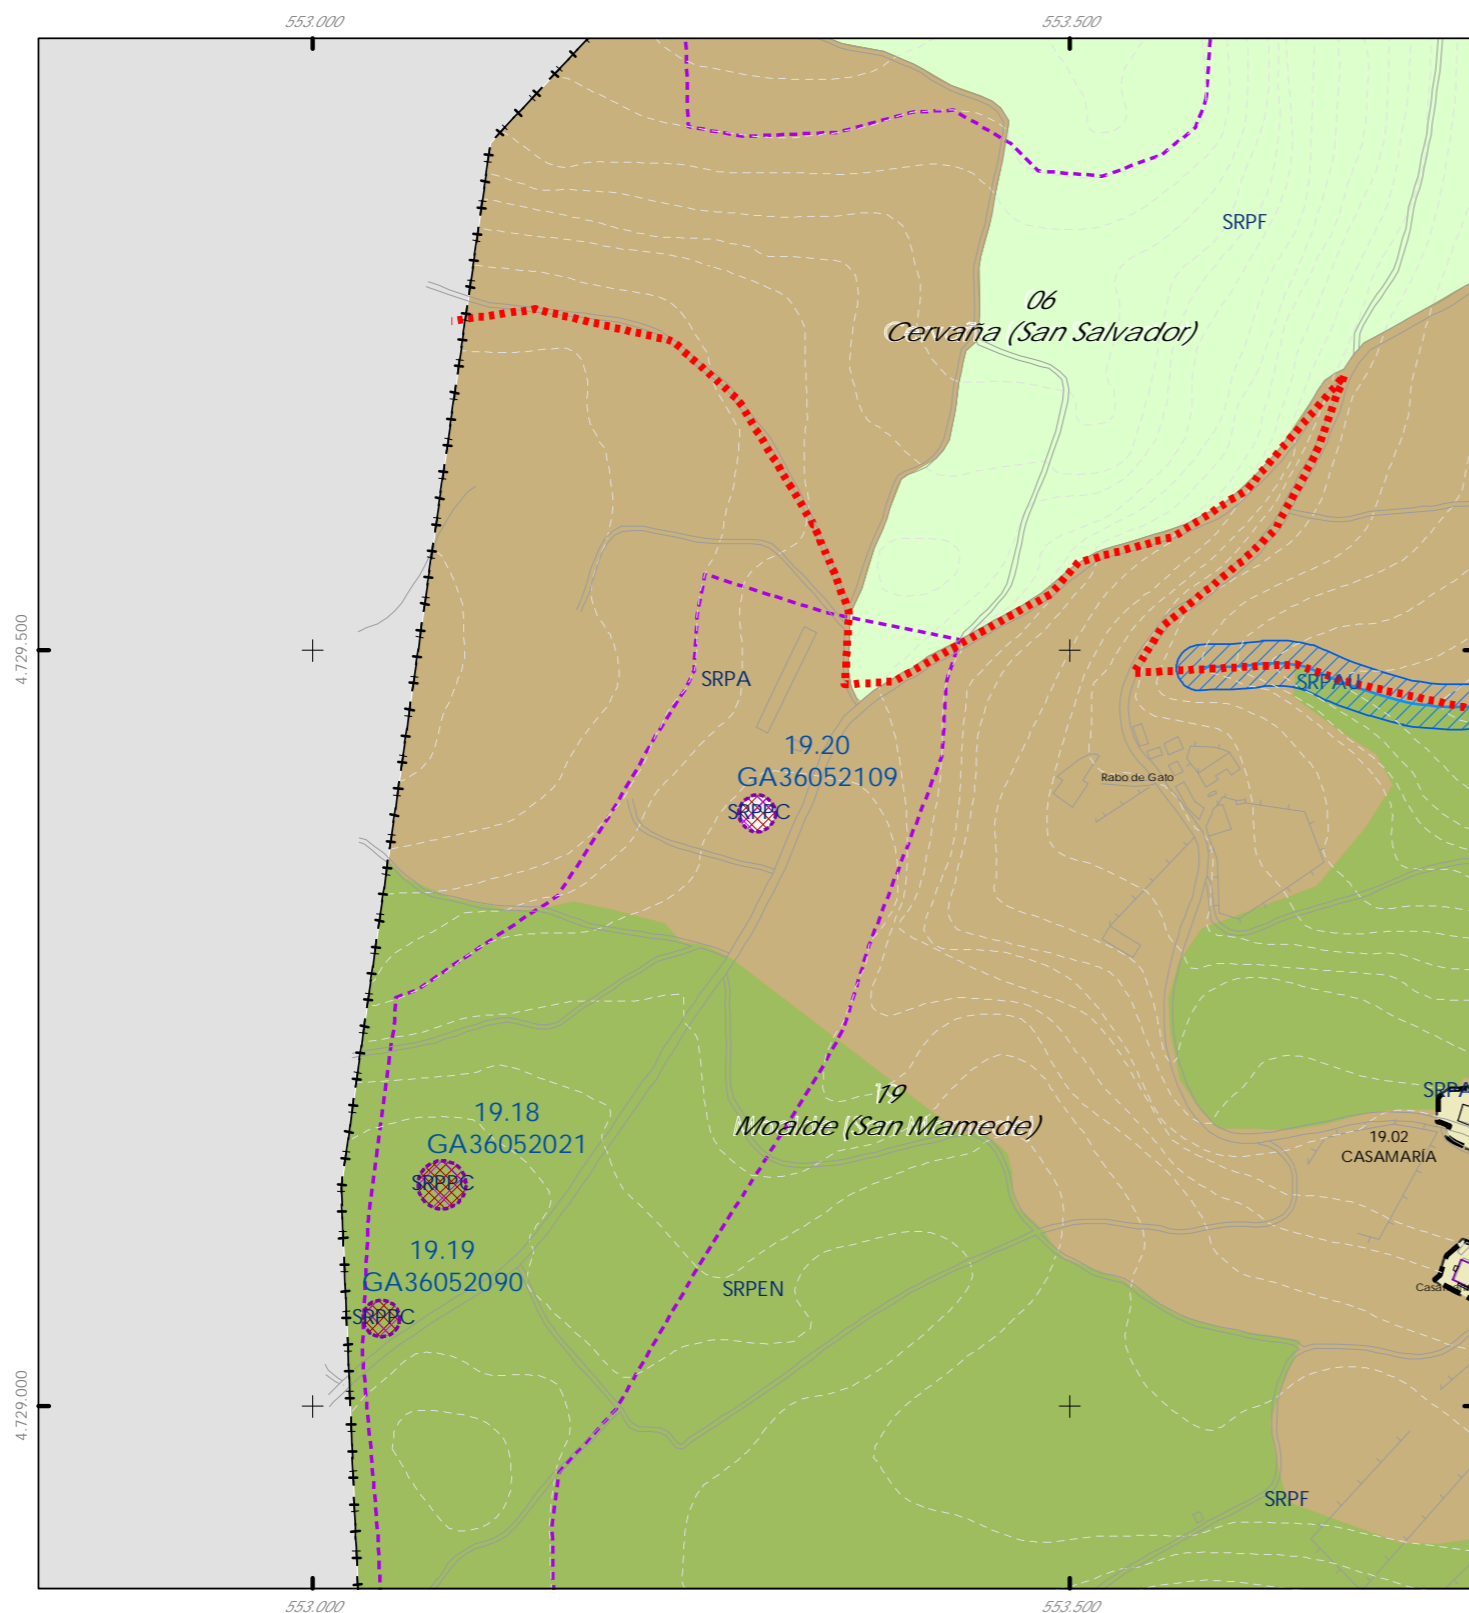 553.000
553.500
SRPF
06
Cervaña (San Salvador)
4.729.500
SRPA
SRPAU
19.20
GA36052109
Rabo de Gato
SRPPC
19
Moalde (San Mamede)
SRPA
19.18
GA36052021
19.02
CASAMARÍA
SRPPC
19.19
GA36052090
SRPEN
SRPPC
4.729.000
SRPF
553.000
553.500